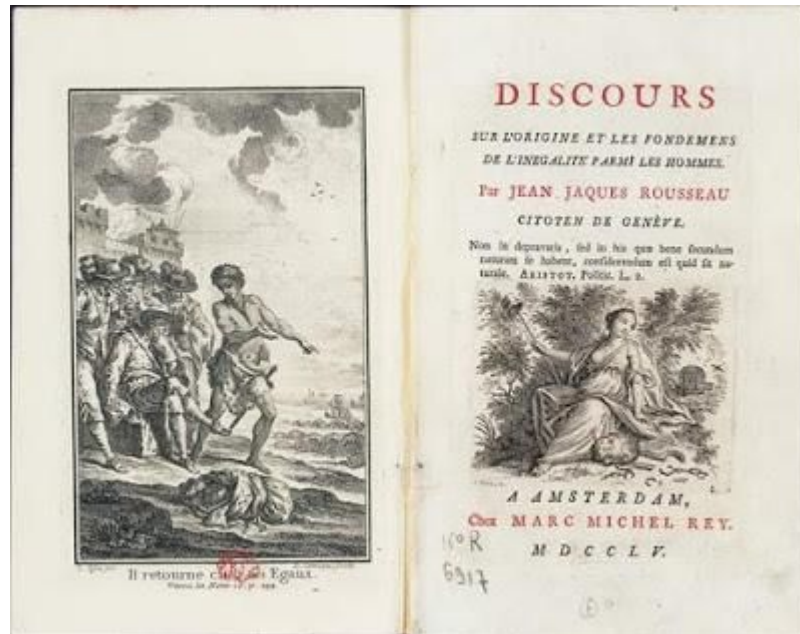 Il retourne chez ses Egaux.
DISCOURS
SUR L'ORIGINE ET LES FONDEMENS
DE L'INEGALITE PARMI LES HOMMES.
Par JEAN JAQUES ROUSSEAU
CITOYEN DE GENÈVE.
Non in depravatis, sed in his quæ bene secundum
naturam se habent, considerandum est quid sit na-
turale. ARISTOT. Politic. L. 2.
A AMSTERDAM,
Chez MARC MICHEL REY.
MDCCLV.
R
6917